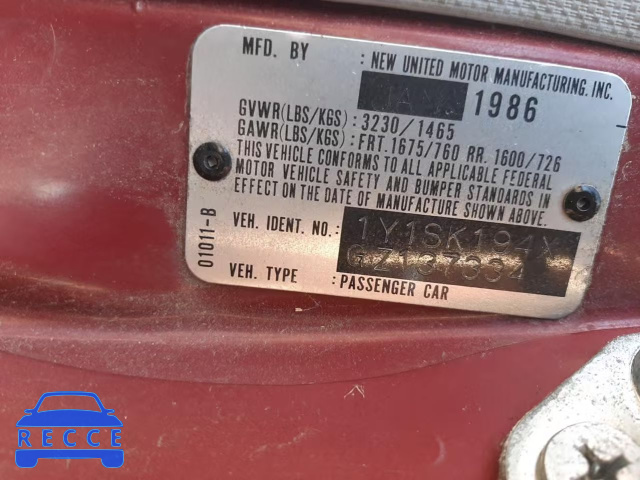 MFD. BY : NEW UNITED MOTOR MANUFACTURING. INC.
1986
GVWR(LBS/KGS) : 3230/1465
GAWR(LBS/KGS) : FRT.1675/760 RR. 1600/726
THIS VEHICLE CONFORMS TO ALL APPLICABLE FEDERAL
MOTOR VEHICLE SAFETY AND BUMPER STANDARDS IN
EFFECT ON THE DATE OF MANUFACTURE SHOWN ABOVE.
VEH. IDENT. NO. : 1Y1SK194X
GZ137334
VEH. TYPE : PASSENGER CAR
01011-B
RECCE